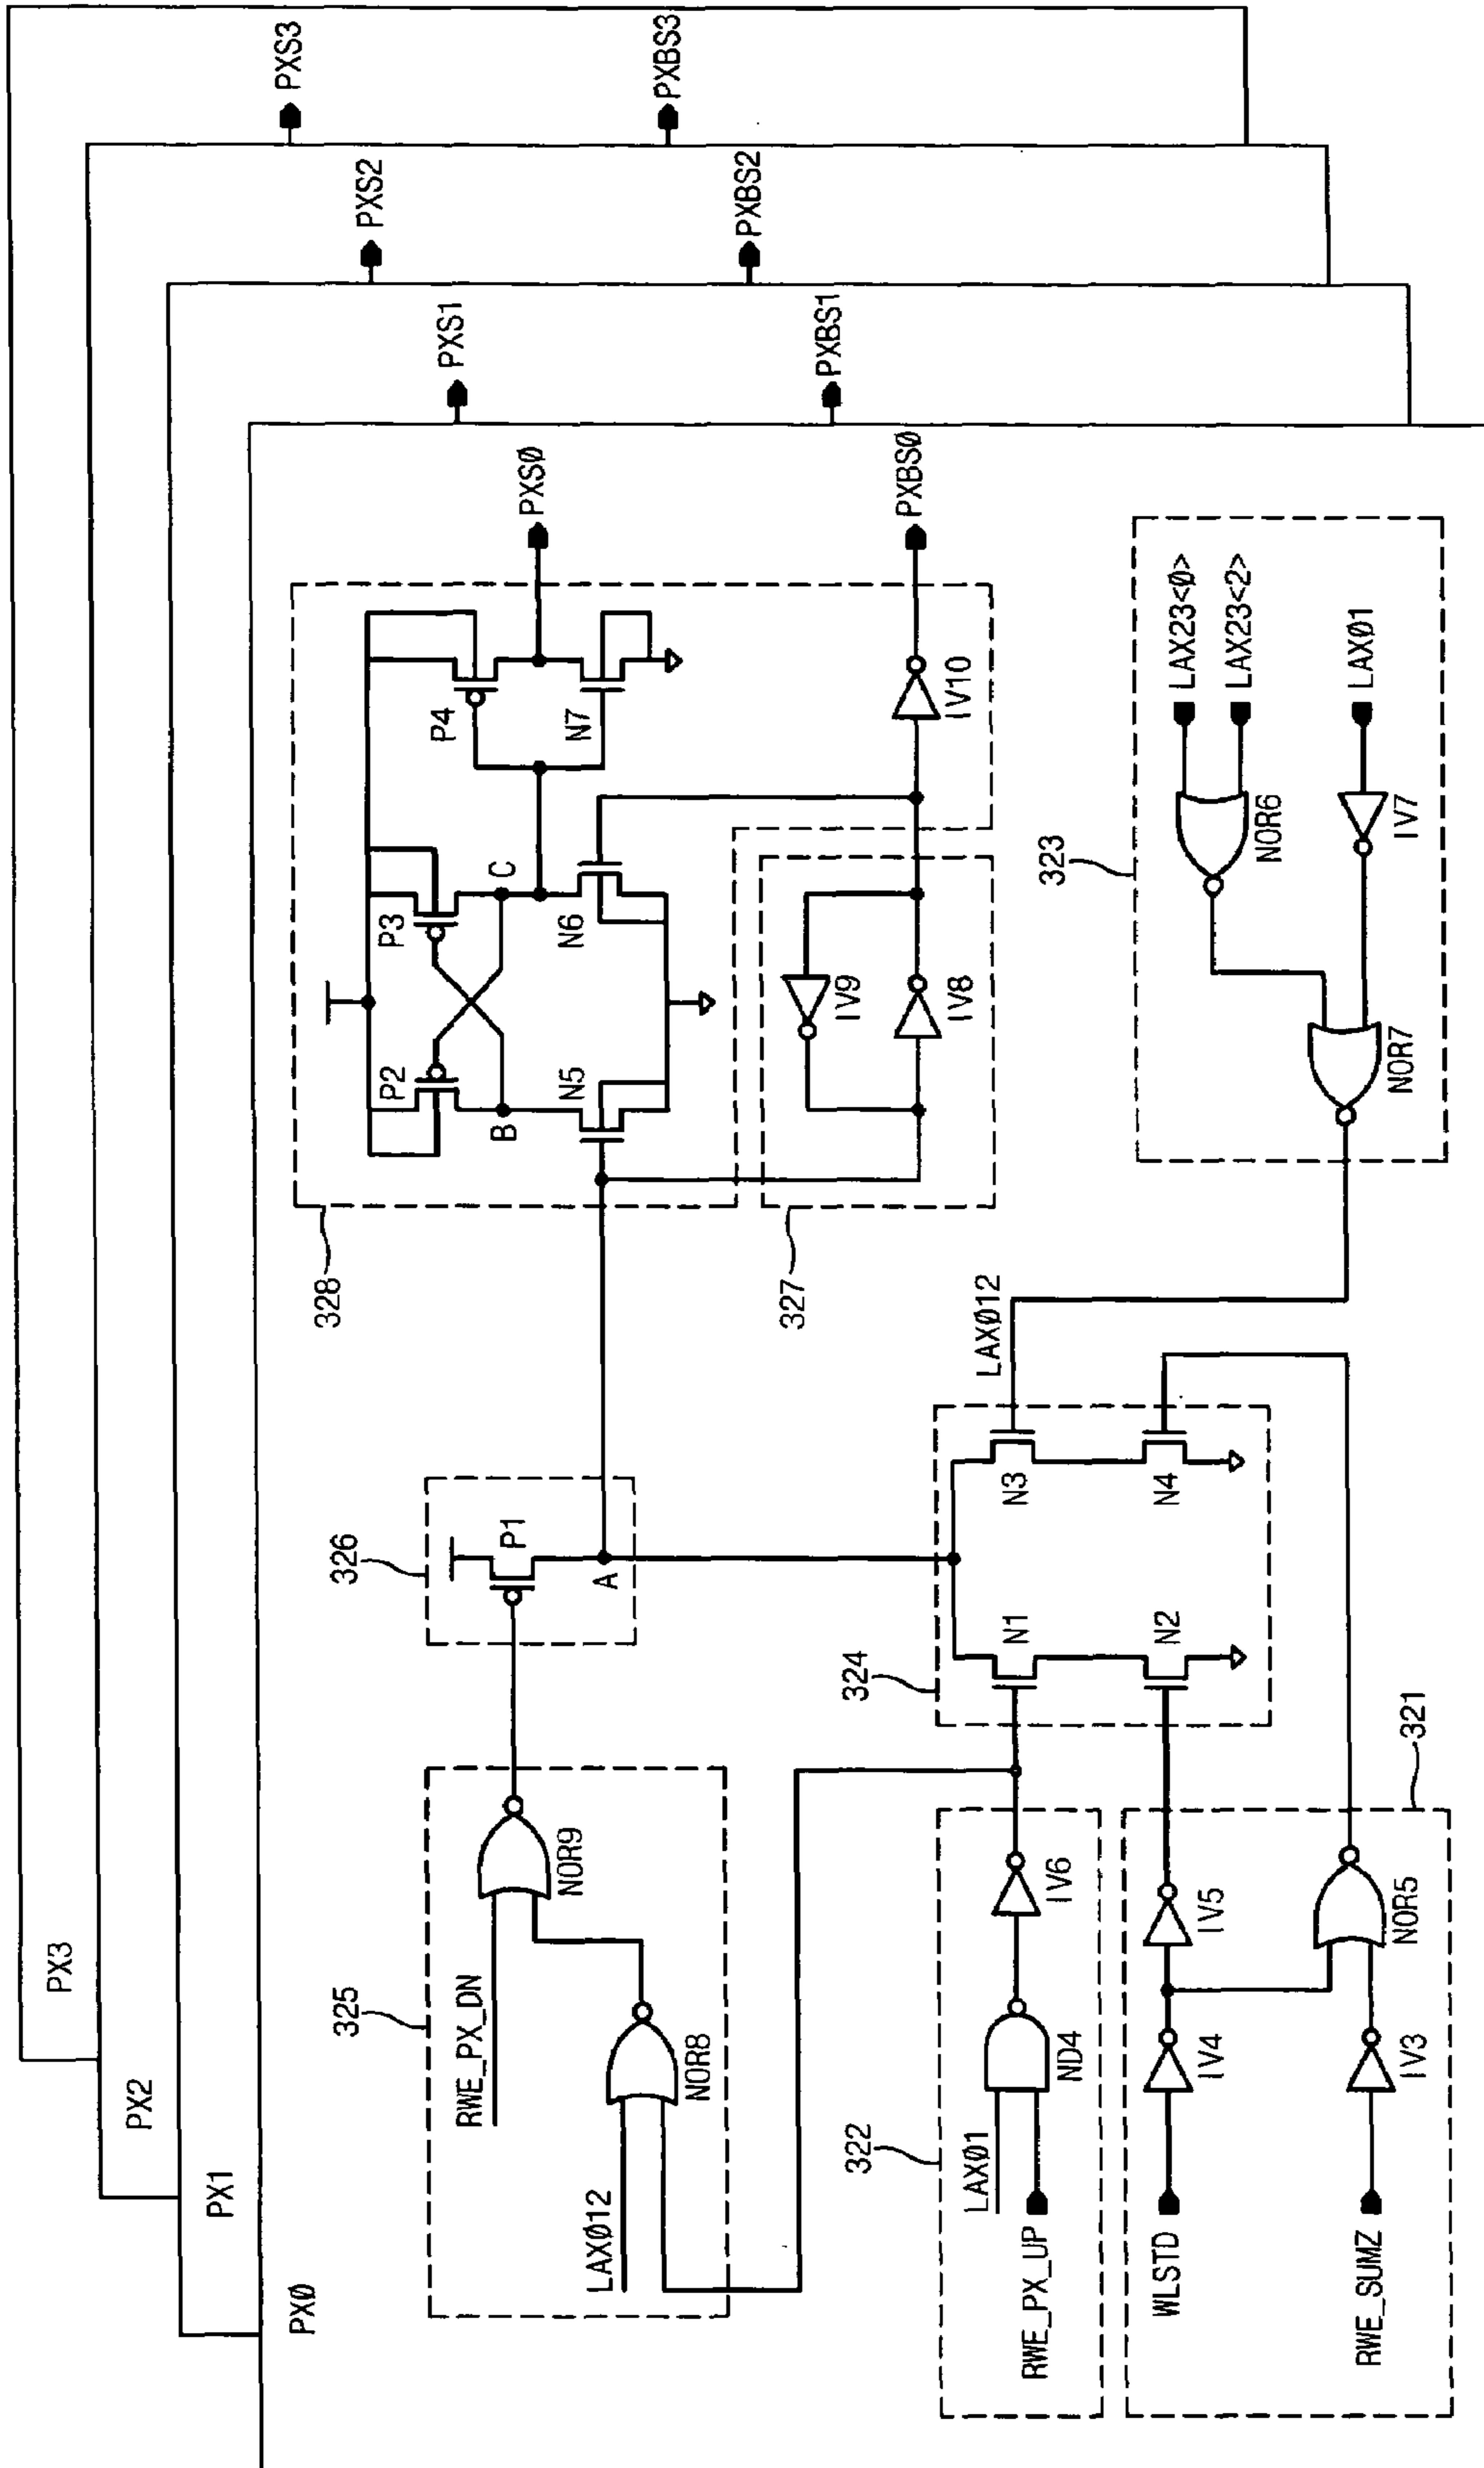 PX3
PX2
PX1
PXØ
PXS3
PXBS3
PXS2
PXBS2
PXS1
PXBS1
PXSØ
PXBSØ
328
P2
P3
P4
B
C
N5
N6
N7
327
IV9
IV8
IV10
326
P1
A
325
RWE_PX_DN
NOR9
LAXØ12
NOR8
324
N1
N2
N3
N4
LAXØ12
323
LAX23<Ø>
LAX23<2>
NOR6
LAXØ1
IV7
NOR7
322
LAXØ1
RWE_PX_UP
ND4
IV6
321
WLSTD
IV4
IV5
RWE_SUMZ
IV3
NOR5